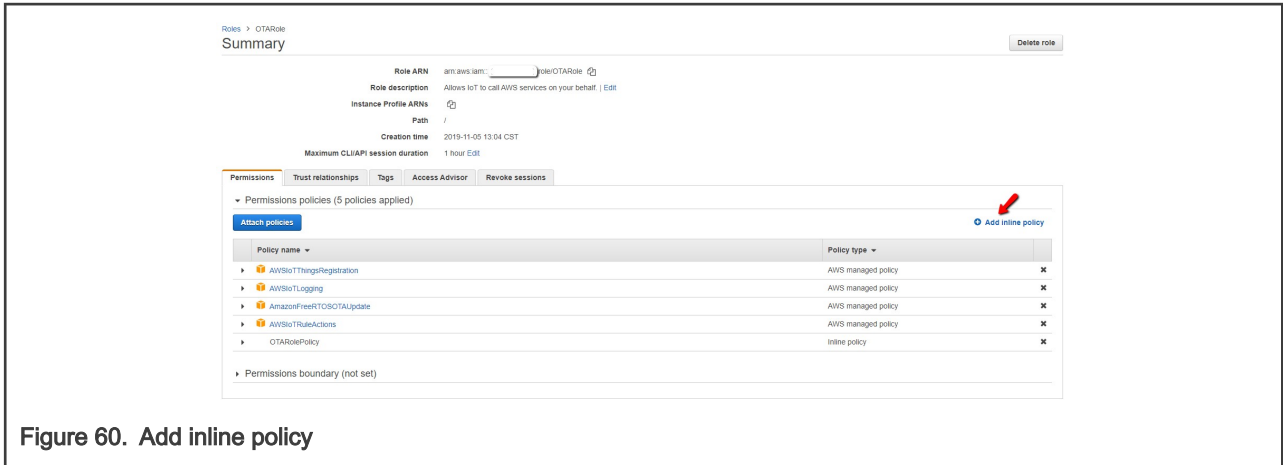 Roles > OTARole
Summary
Delete role
Role ARN arn:aws:iam:: role/OTARole
Role description Allows IoT to call AWS services on your behalf. | Edit
Instance Profile ARNs
Path /
Creation time 2019-11-05 13:04 CST
Maximum CLI/API session duration 1 hour Edit
Permissions Trust relationships Tags Access Advisor Revoke sessions
Permissions policies (5 policies applied)
Attach policies Add inline policy
Policy name Policy type
AWSIoTThingsRegistration AWS managed policy
AWSIoTLogging AWS managed policy
AmazonFreeRTOSOTAUpdate AWS managed policy
AWSIoTRuleActions AWS managed policy
OTARolePolicy Inline policy
Permissions boundary (not set)
Figure 60. Add inline policy